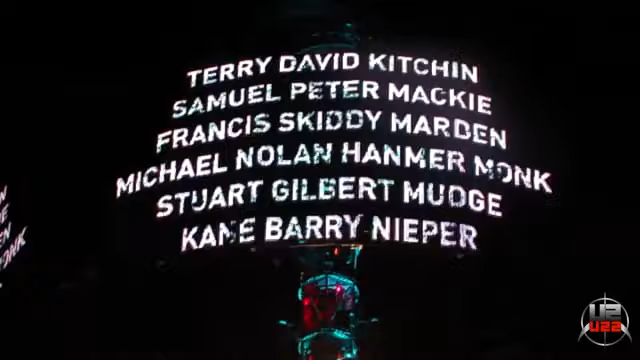 TERRY DAVID KITCHIN
SAMUEL PETER MACKIE
FRANCIS SKIDDY MARDEN
MICHAEL NOLAN HANMER MONK
STUART GILBERT MUDGE
KANE BARRY NIEPER
ONK
U2
U22